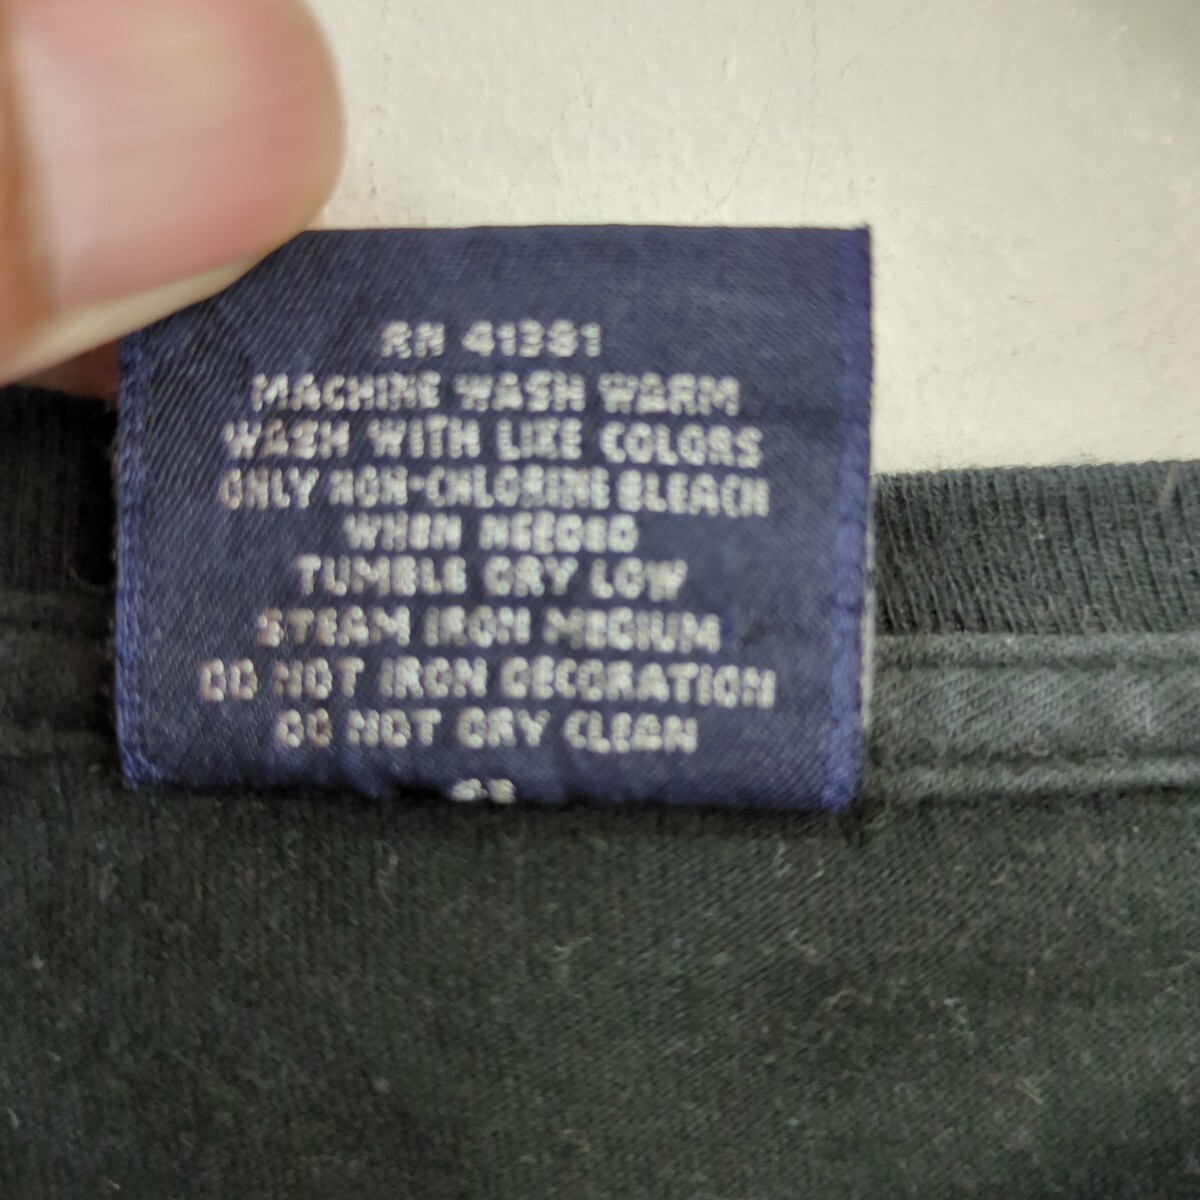 RN 41381
MACHINE WASH WARM
WASH WITH LIKE COLORS
ONLY NON-CHLORINE BLEACH
WHEN NEEDED
TUMBLE DRY LOW
STEAM IRON MEDIUM
DO NOT IRON DECORATION
DO NOT DRY CLEAN